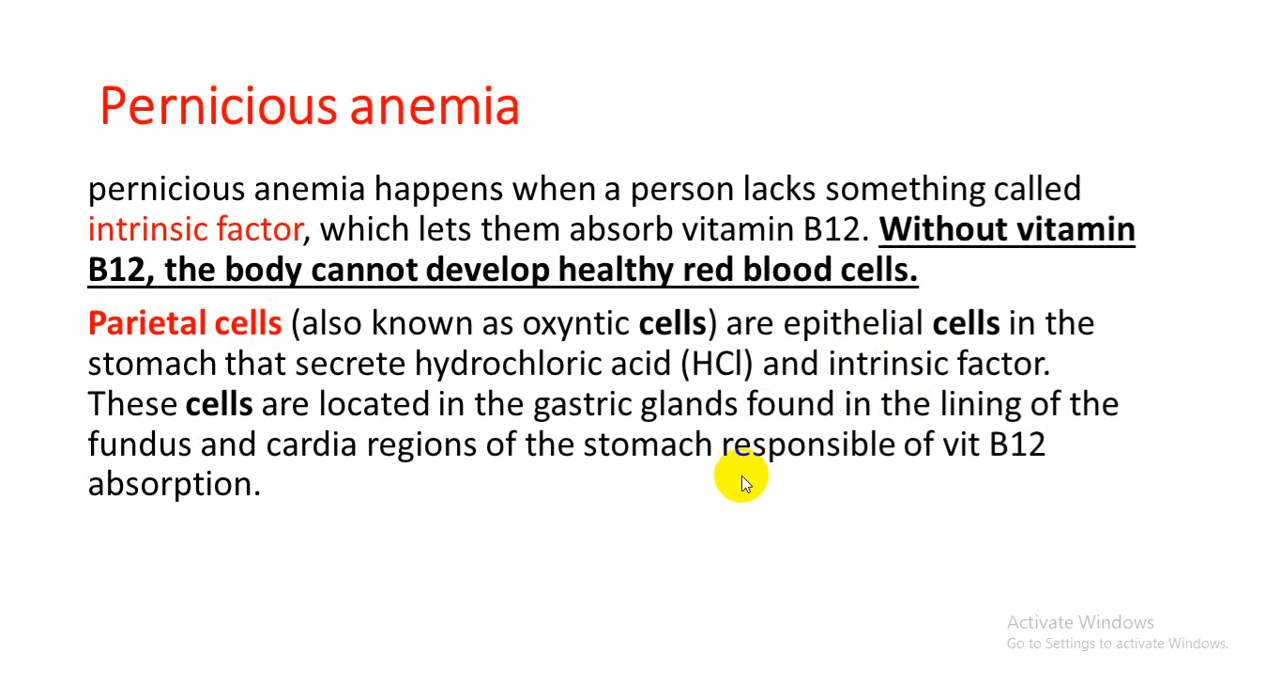 Pernicious anemia
pernicious anemia happens when a person lacks something called
intrinsic factor, which lets them absorb vitamin B12. Without vitamin
B12, the body cannot develop healthy red blood cells.
Parietal cells (also known as oxyntic cells) are epithelial cells in the
stomach that secrete hydrochloric acid (HCl) and intrinsic factor.
These cells are located in the gastric glands found in the lining of the
fundus and cardia regions of the stomach responsible of vit B12
absorption.
Activate Windows
Go to Settings to activate Windows.